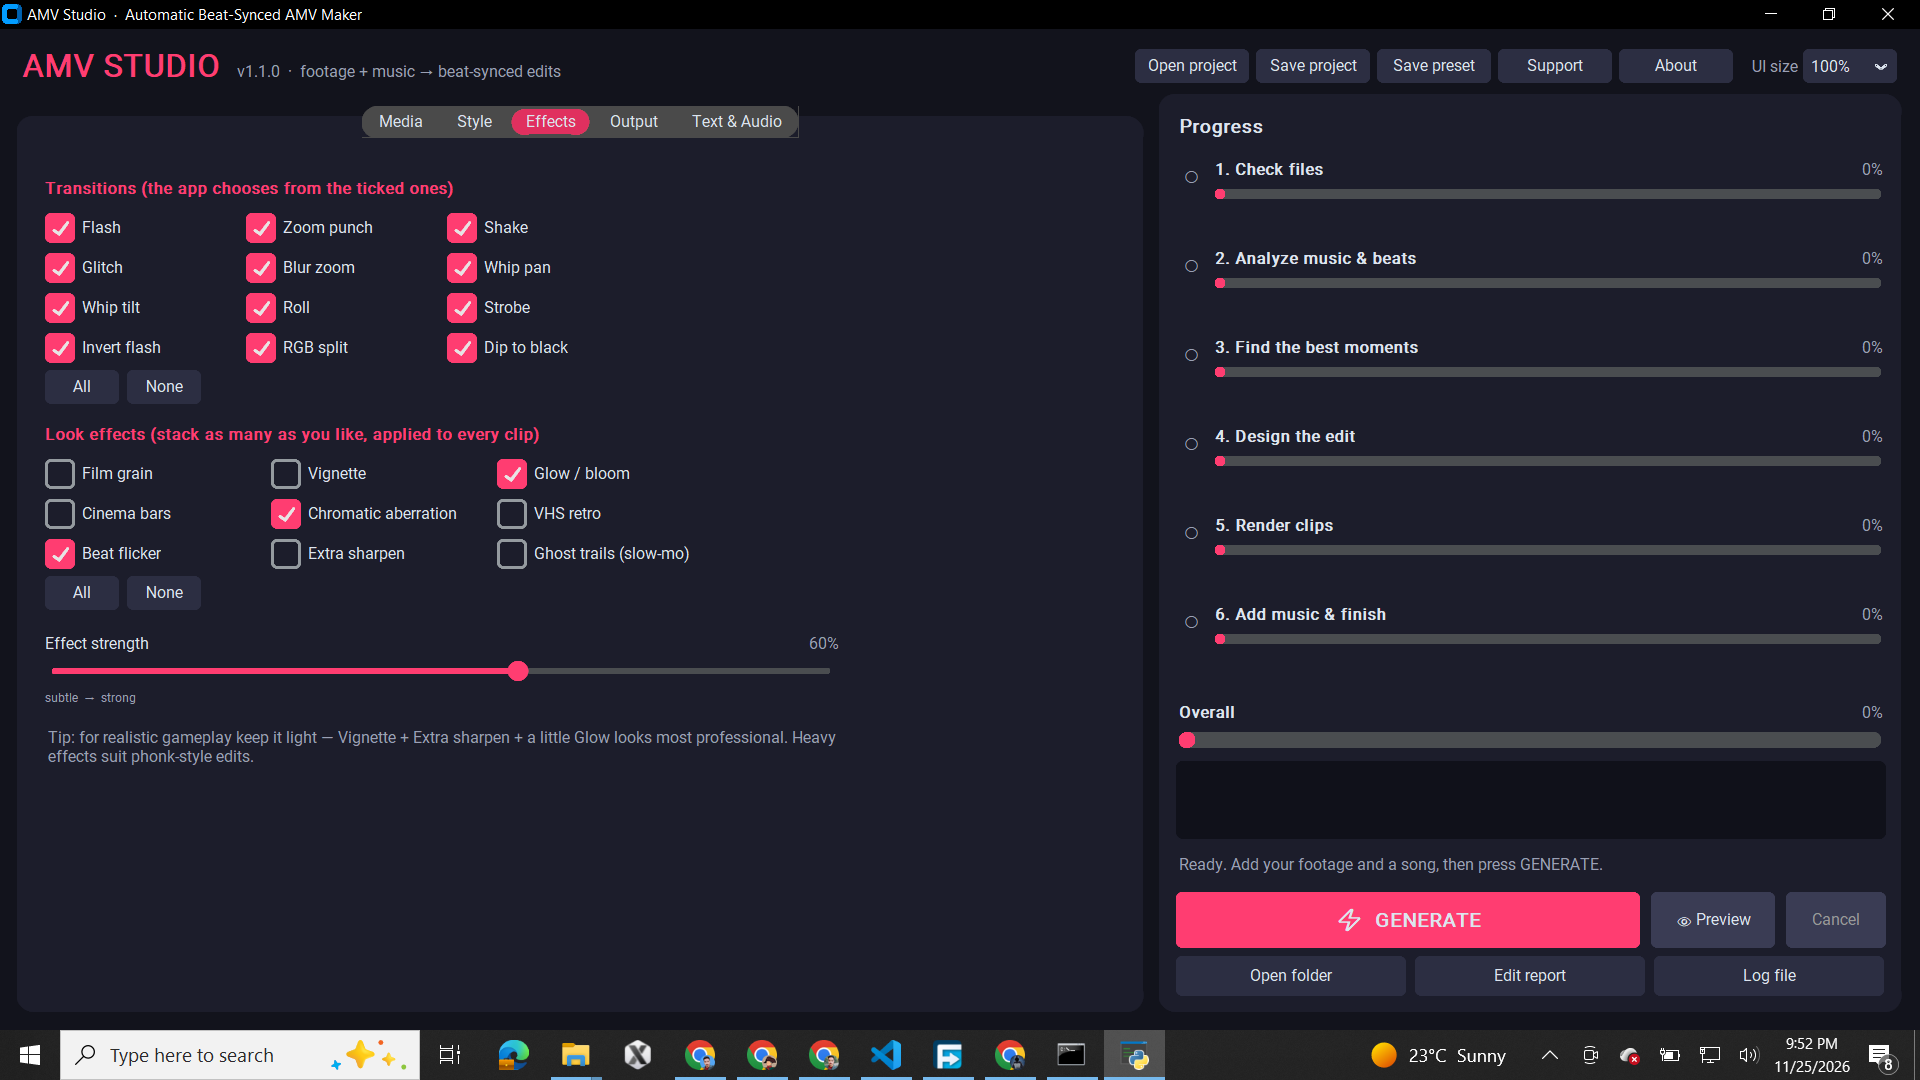 AMV Studio · Automatic Beat-Synced AMV Maker
AMV STUDIO v1.1.0 · footage + music → beat-synced edits
Open project Save project Save preset Support About UI size 100%
Media Style Effects Output Text & Audio
Transitions (the app chooses from the ticked ones)
Flash Zoom punch Shake
Glitch Blur zoom Whip pan
Whip tilt Roll Strobe
Invert flash RGB split Dip to black
All None
Look effects (stack as many as you like, applied to every clip)
Film grain Vignette Glow / bloom
Cinema bars Chromatic aberration VHS retro
Beat flicker Extra sharpen Ghost trails (slow-mo)
All None
Effect strength 60%
subtle → strong
Tip: for realistic gameplay keep it light — Vignette + Extra sharpen + a little Glow looks most professional. Heavy
effects suit phonk-style edits.
Progress
1. Check files 0%
2. Analyze music & beats 0%
3. Find the best moments 0%
4. Design the edit 0%
5. Render clips 0%
6. Add music & finish 0%
Overall 0%
Ready. Add your footage and a song, then press GENERATE.
GENERATE Preview Cancel
Open folder Edit report Log file
Type here to search
23°C Sunny
9:52 PM
11/25/2026
8